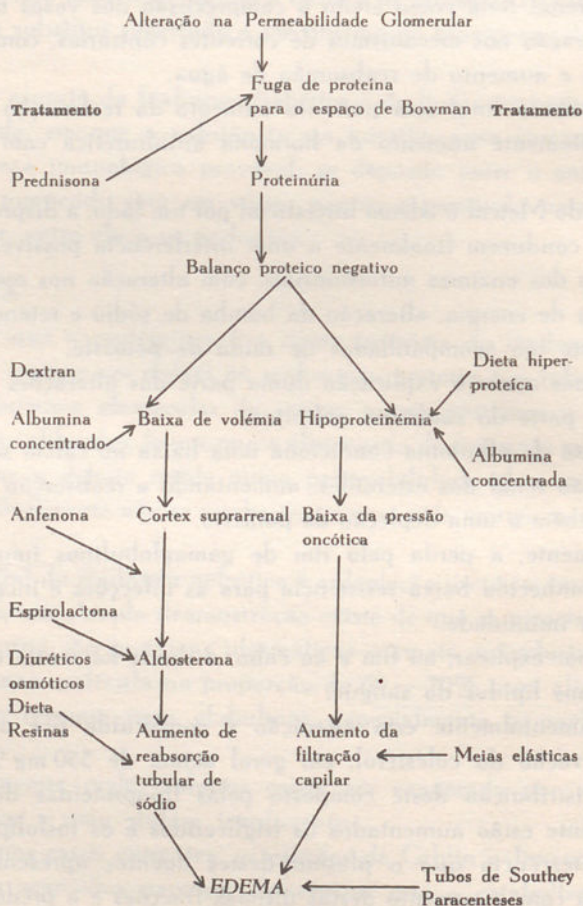 Alteração na Permeabilidade Glomerular
Fuga de proteina
Tratamento para o espaço de Bowman Tratamento
Prednisona Proteinúria
Balanço proteico negativo
Dextran Dieta hiper-
proteíca
Albumina Baixa de volémia Hipoproteinémia
concentrado
Albumina
concentrada
Anfenona Cortex suprarrenal Baixa da pressão
oncótica
Espirolactona
Diuréticos Aldosterona
osmóticos
Dieta
Resinas Aumento de Aumento da
reabsorção filtração Meias elásticas
tubular de capilar
sódio
EDEMA Tubos de Southey
Paracenteses